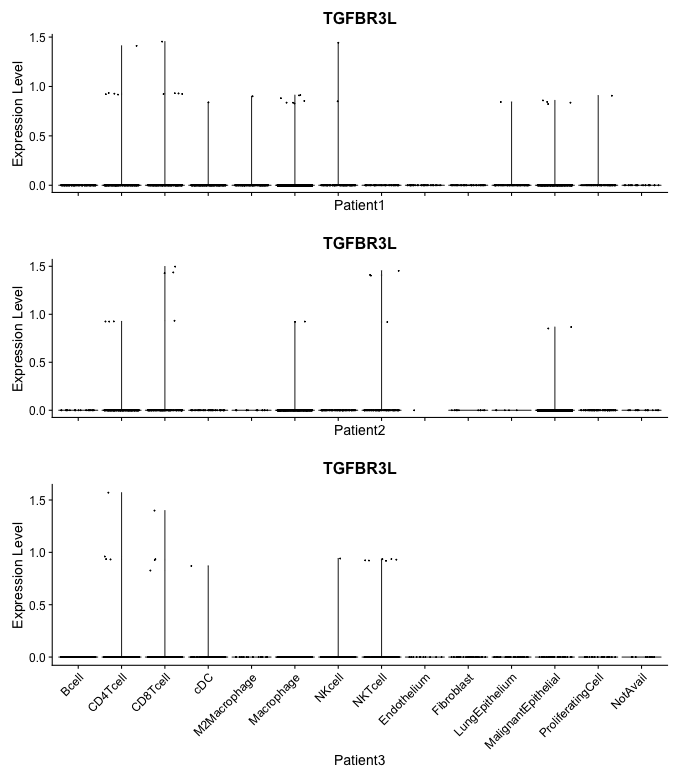 TGFBR3L
Expression Level
1.5
1.0
0.5
0.0
Patient1
TGFBR3L
Expression Level
1.5
1.0
0.5
0.0
Patient2
TGFBR3L
Expression Level
1.5
1.0
0.5
0.0
Bcell
CD4Tcell
CD8Tcell
cDC
M2Macrophage
Macrophage
NKcell
NKTcell
Endothelium
Fibroblast
LungEpithelium
MalignantEpithelial
ProliferatingCell
NotAvail
Patient3